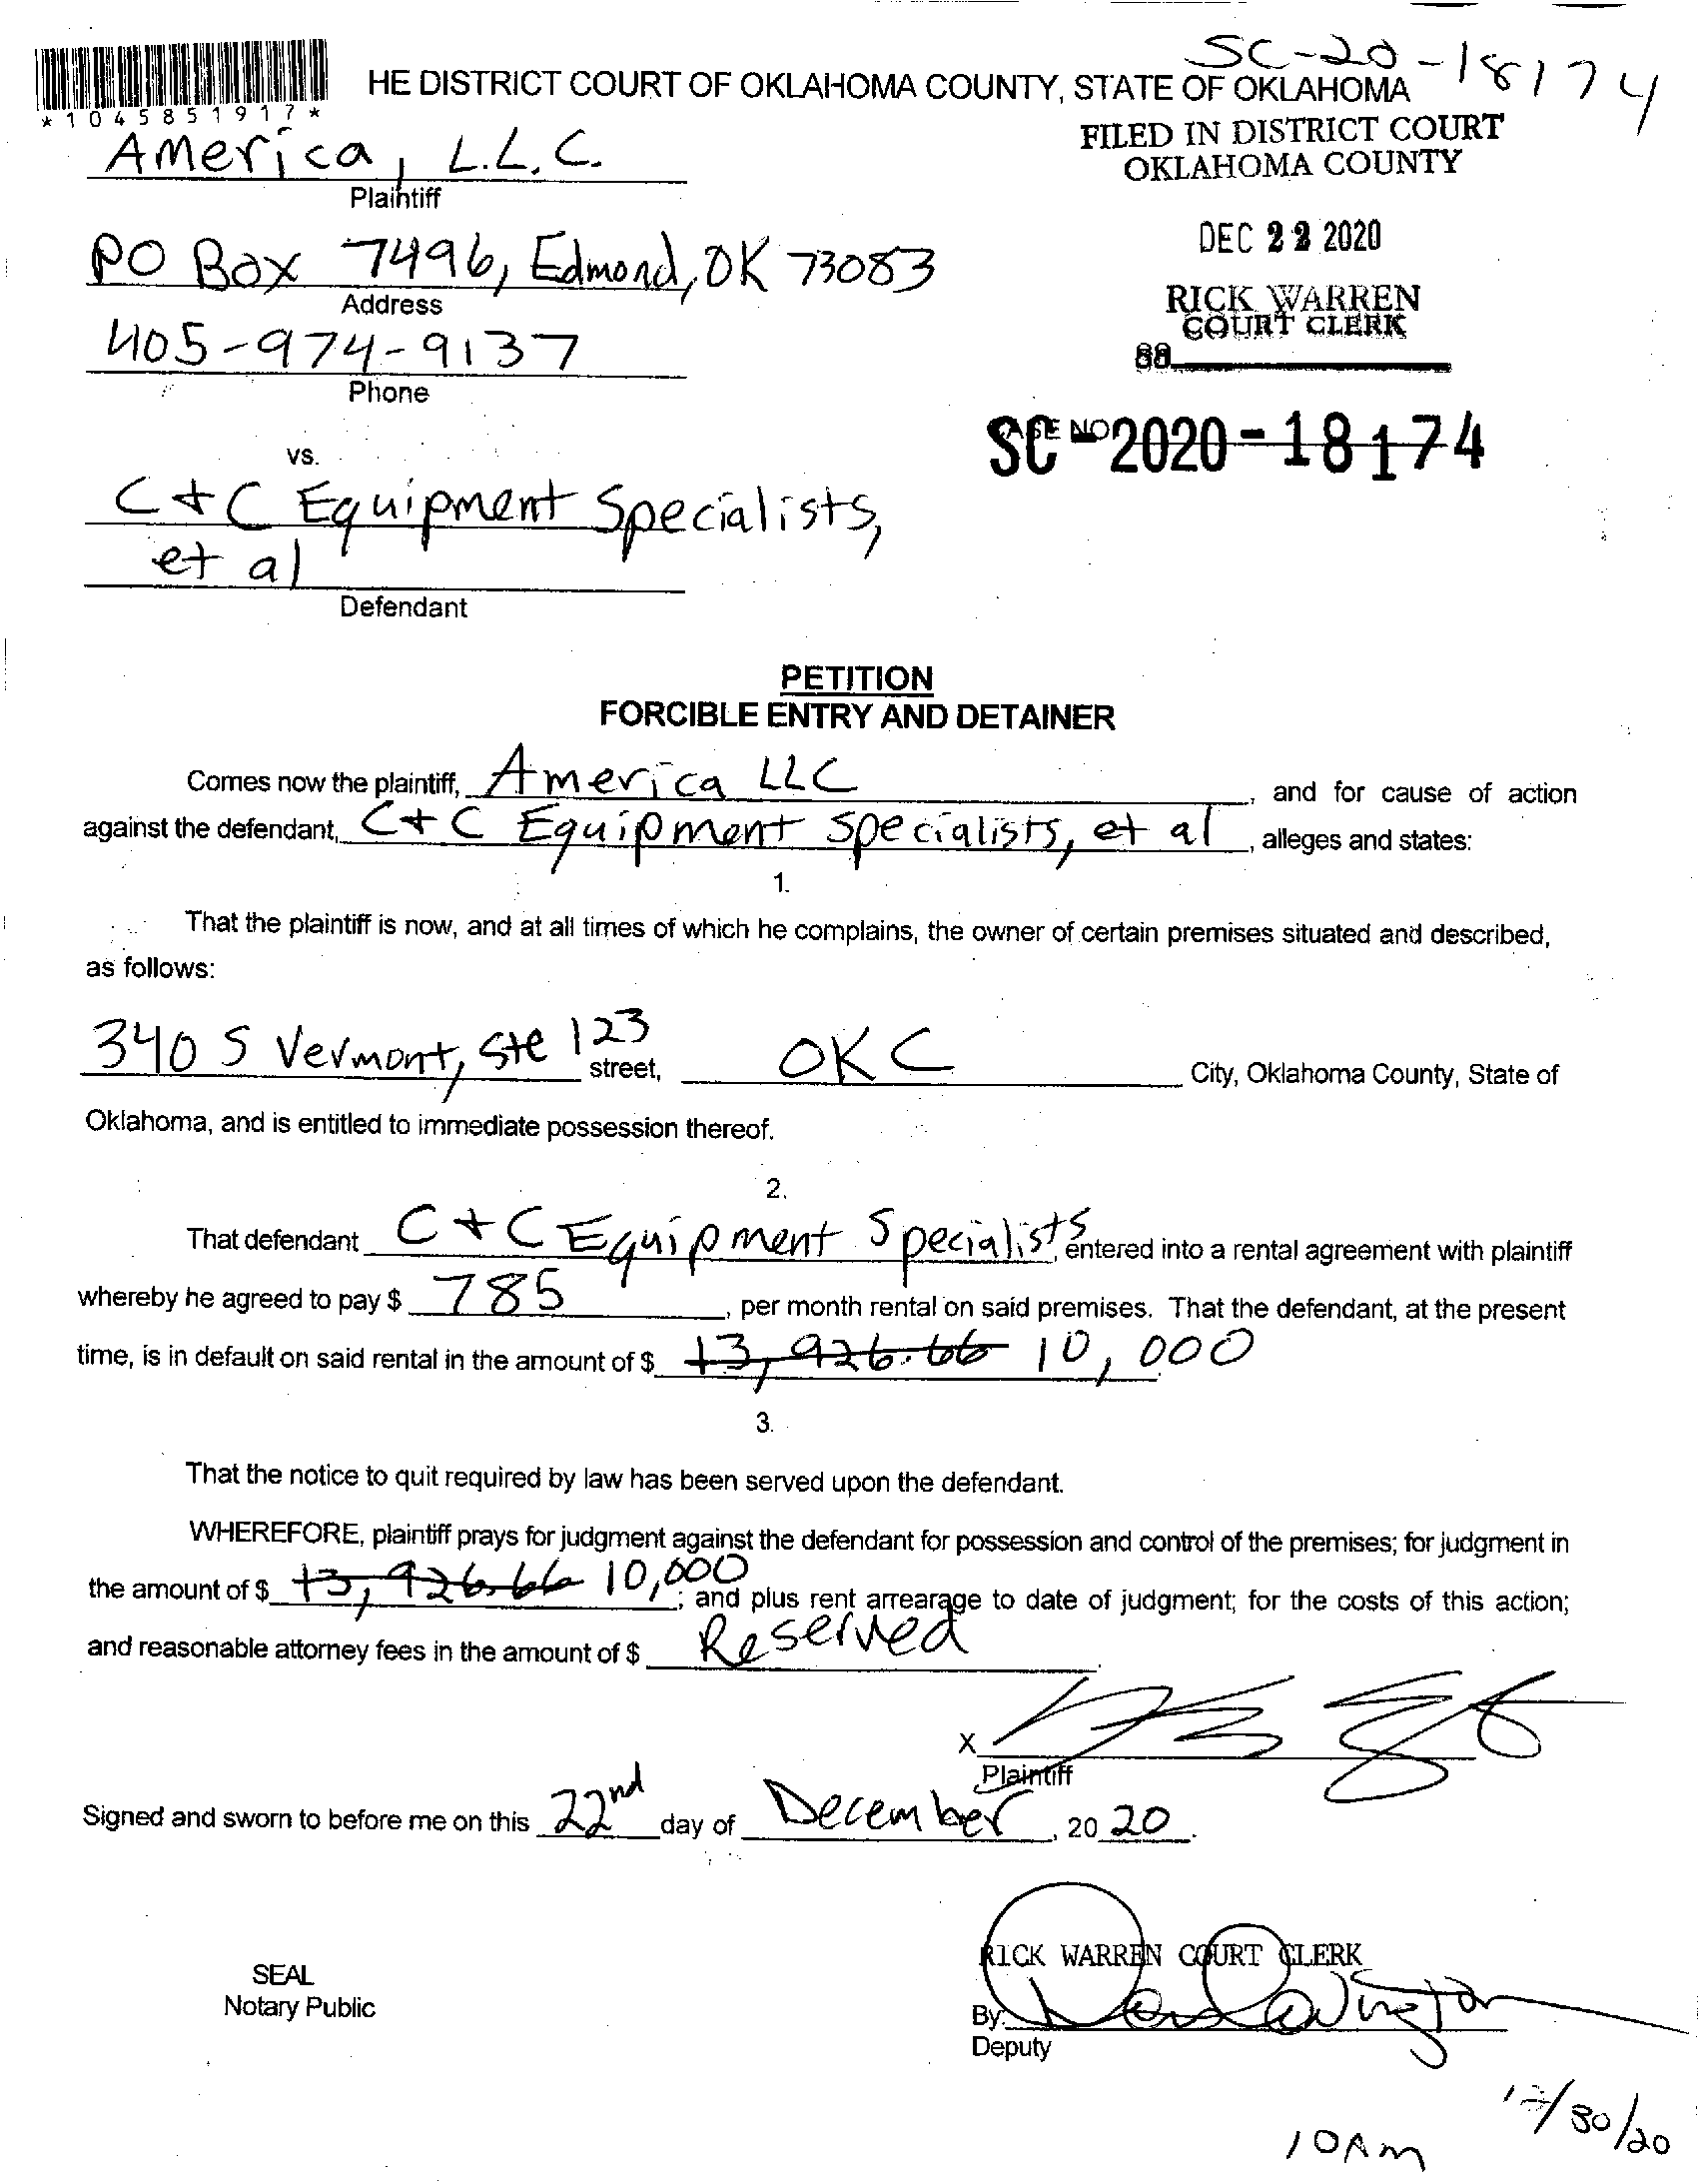 SC-20-18174
HE DISTRICT COURT OF OKLAHOMA COUNTY, STATE OF OKLAHOMA
*1045851917*
FILED IN DISTRICT COURT
OKLAHOMA COUNTY
America, L.L.C.
Plaintiff
DEC 22 2020
PO Box 7496, Edmond, OK 73083
Address
RICK WARREN
COURT CLERK
405-974-9137
88
Phone
CASE NO
SC-2020-18174
vs.
C + C Equipment Specialists,
et al
Defendant
PETITION
FORCIBLE ENTRY AND DETAINER
Comes now the plaintiff, America LLC, and for cause of action
against the defendant, C + C Equipment Specialists, et al, alleges and states:
1.
That the plaintiff is now, and at all times of which he complains, the owner of certain premises situated and described,
as follows:
340 S Vermont, Ste 123 street, OKC City, Oklahoma County, State of
Oklahoma, and is entitled to immediate possession thereof.
2.
That defendant C + C Equipment Specialists, entered into a rental agreement with plaintiff
whereby he agreed to pay $ 785, per month rental on said premises. That the defendant, at the present
time, is in default on said rental in the amount of $ 13,926.66 10,000.
3.
That the notice to quit required by law has been served upon the defendant.
WHEREFORE, plaintiff prays for judgment against the defendant for possession and control of the premises; for judgment in
the amount of $ 13,926.66 10,000; and plus rent arrearage to date of judgment; for the costs of this action;
and reasonable attorney fees in the amount of $ Reserved.
X
Plaintiff
Signed and sworn to before me on this 22nd day of December, 2020.
RICK WARREN COURT CLERK
SEAL
Notary Public
By:
Deputy
12/30/20
10AM